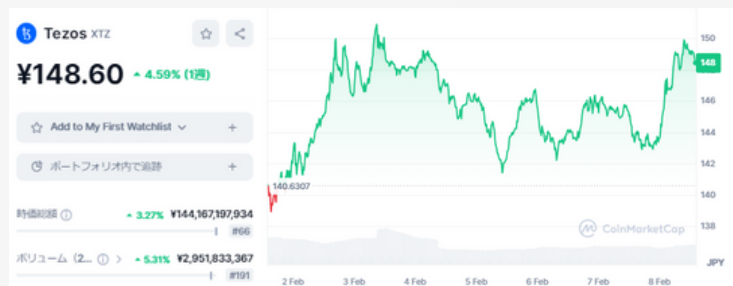 Tezos XTZ
¥148.60 4.59% (1週)
Add to My First Watchlist
+
ポートフォリオ内で追跡
+
時価総額 3.27% ¥144,167,197,934
#66
ボリューム (2... > 5.31% ¥2,951,833,367
#191
150
148
146
144
142
140.6307
140
138
CoinMarketCap
JPY
2 Feb 3 Feb 4 Feb 5 Feb 6 Feb 7 Feb 8 Feb